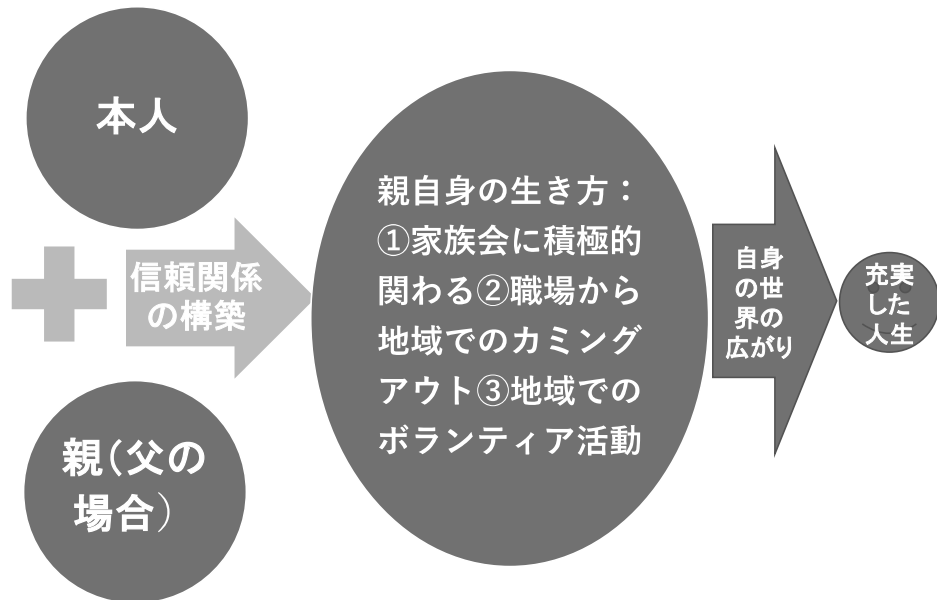 本人
信頼関係
の構築
親（父の
場合）
親自身の生き方：
①家族会に積極的
関わる②職場から
地域でのカミング
アウト③地域での
ボランティア活動
自身
の世
界の
広がり
充実
した
人生